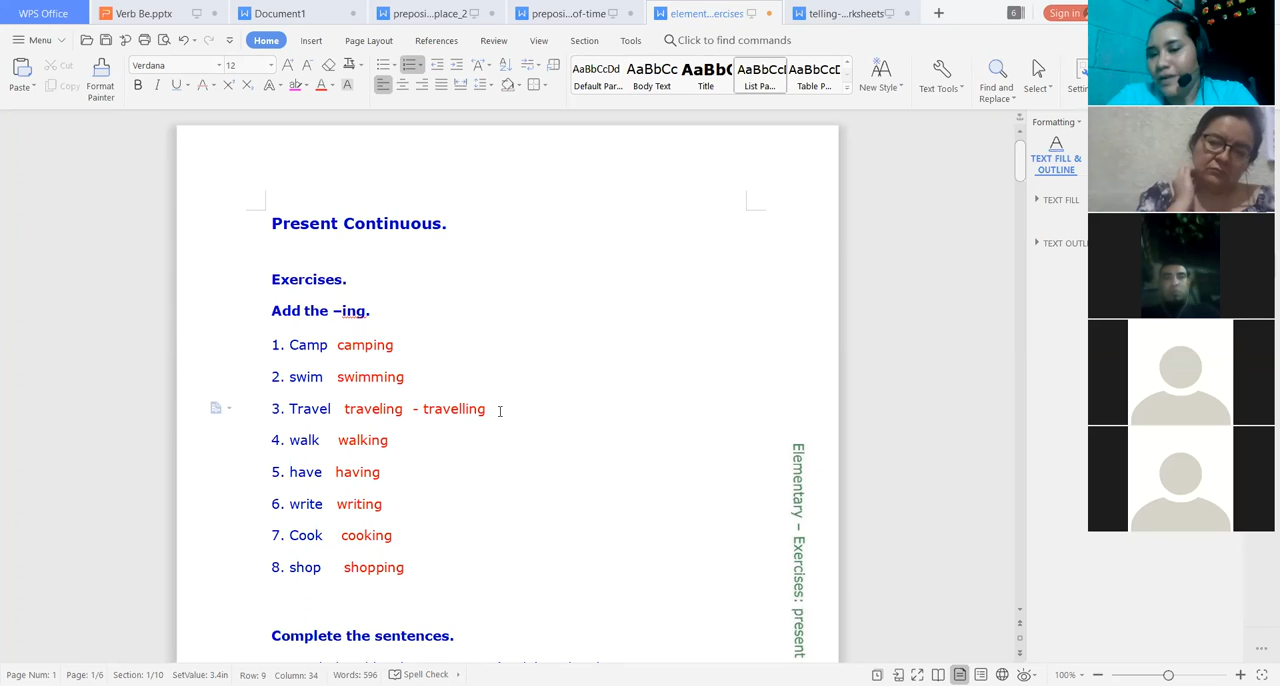 WPS Office Verb Be.pptx Document1 preposi...place_2 preposi...of-time element...ercises telling-...rksheets 6 Sign in
Menu Home Insert Page Layout References Review View Section Tools Click to find commands
Paste Cut Copy Format Painter Verdana 12 AaBbCcDd AaBbCc AaBb AaBbCcI AaBbCc New Style Text Tools Find and Replace Select
Default Par... Body Text Title List Pa... Table P...
Formatting
TEXT FILL & OUTLINE
TEXT FILL
Present Continuous.
Exercises.
Add the –ing.
1. Camp camping
2. swim swimming
3. Travel traveling - travelling
4. walk walking
5. have having
6. write writing
7. Cook cooking
8. shop shopping
Complete the sentences.
Elementary – Exercises: present
Page Num: 1 Page: 1/6 Section: 1/10 SetValue: 3.4in Row: 9 Column: 34 Words: 596 Spell Check 100%